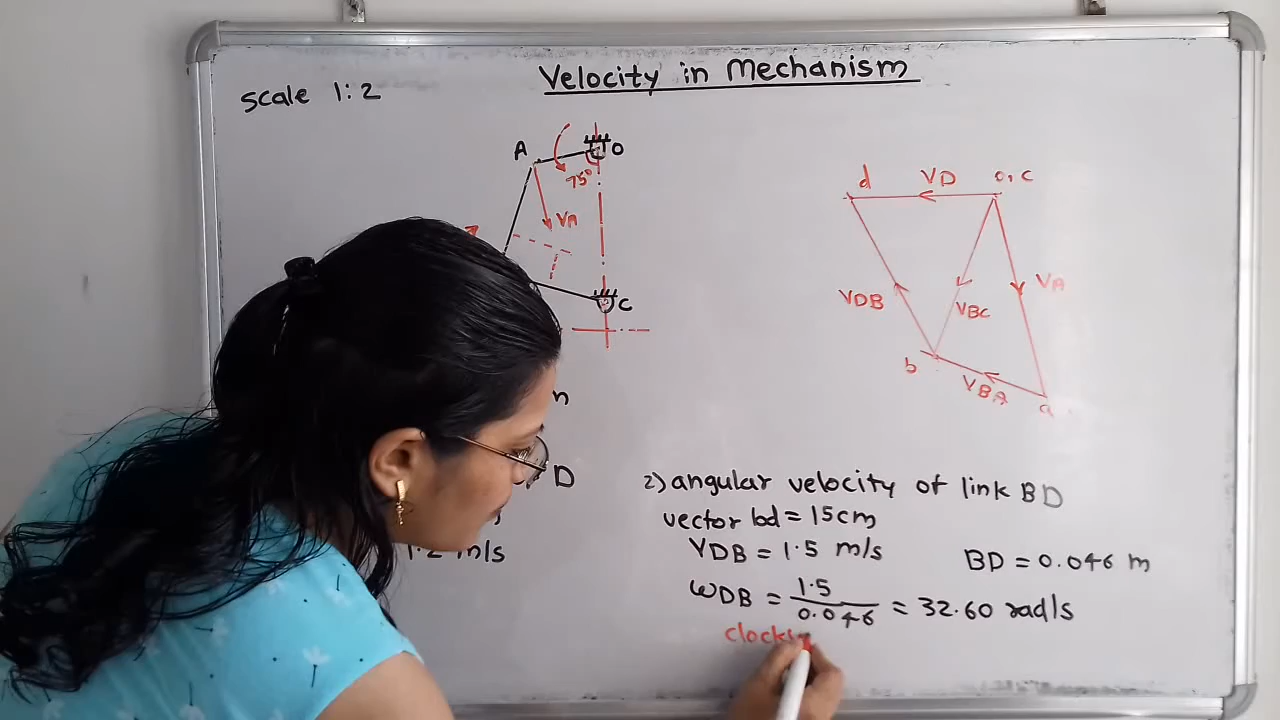 Velocity in Mechanism
Scale 1:2
A
O
75°
VA
C
d
VD
o,c
VDB
VBC
VA
b
VBA
a
D
1.2 m/s
2) angular velocity of link BD
vector bd = 15cm
VDB = 1.5 m/s
BD = 0.046 m
ωDB = 1.5/0.046 = 32.60 rad/s